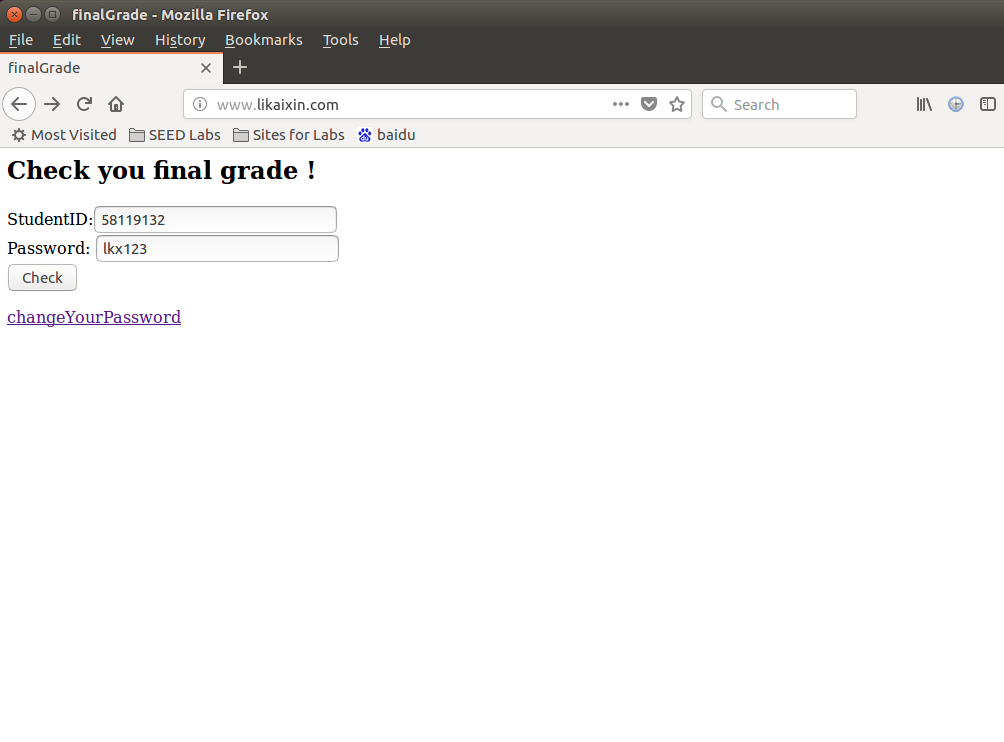 finalGrade - Mozilla Firefox
File Edit View History Bookmarks Tools Help
finalGrade
www.likaixin.com Search
Most Visited SEED Labs Sites for Labs baidu
Check you final grade !
StudentID: 58119132
Password: lkx123
Check
changeYourPassword